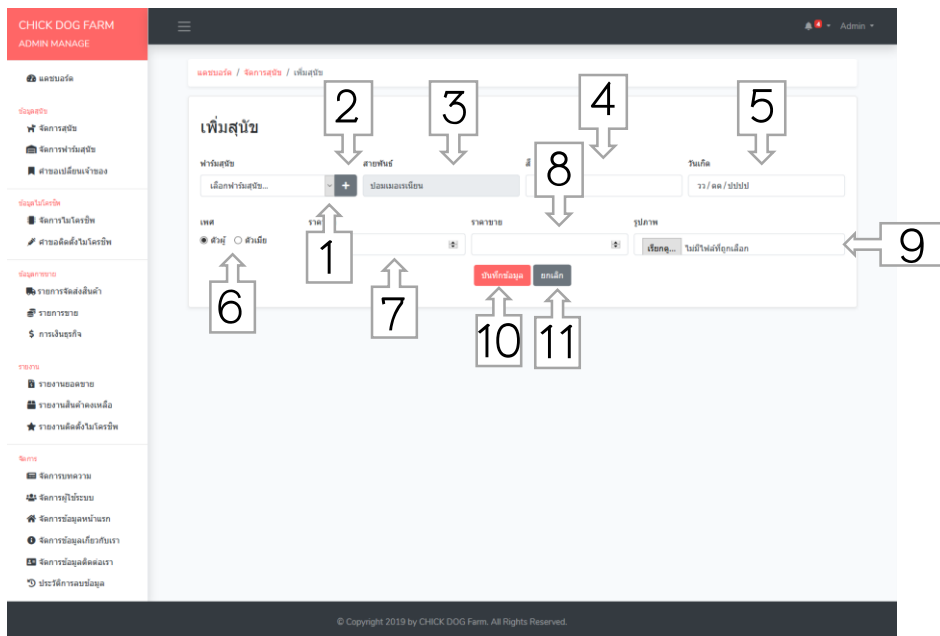 CHICK DOG FARM
ADMIN MANAGE
4
Admin
แดชบอร์ด
แดชบอร์ด / จัดการสุนัข / เพิ่มสุนัข
ข้อมูลสุนัข
จัดการสุนัข
จัดการฟาร์มสุนัข
คำขอเปลี่ยนเจ้าของ
ข้อมูลไมโครชิพ
จัดการไมโครชิพ
คำขอติดตั้งไมโครชิพ
ข้อมูลการขาย
รายการจัดส่งสินค้า
รายการขาย
$ การเงินธุรกิจ
รายงาน
รายงานยอดขาย
รายงานสินค้าคงเหลือ
รายงานติดตั้งไมโครชิพ
จัดการ
จัดการบทความ
จัดการผู้ใช้ระบบ
จัดการข้อมูลหน้าแรก
จัดการข้อมูลเกี่ยวกับเรา
จัดการข้อมูลติดต่อเรา
ประวัติการลบข้อมูล
เพิ่มสุนัข
2 3 4 5
ฟาร์มสุนัข สายพันธุ์ วันเกิด
8
เลือกฟาร์มสุนัข... + ปอมเมอเรเนียน วว/ดด/ปปปป
เพศ ราคาขาย รูปภาพ
1
ตัวผู้ ตัวเมีย เรียกดู... ไม่มีไฟล์ที่ถูกเลือก 9
บันทึกข้อมูล ยกเลิก
6 7
10 11
© Copyright 2019 by CHICK DOG Farm. All Rights Reserved.